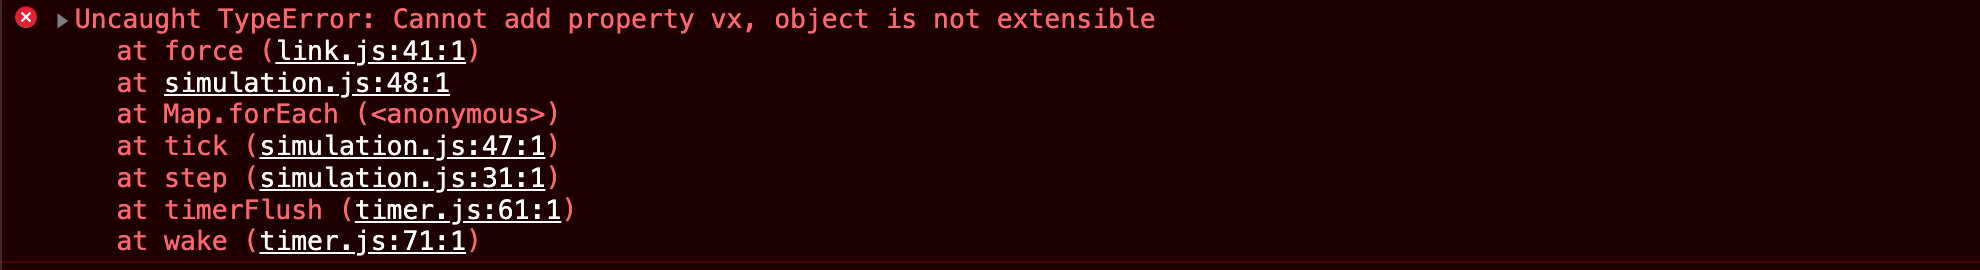 Uncaught TypeError: Cannot add property vx, object is not extensible
at force (link.js:41:1)
at simulation.js:48:1
at Map.forEach (<anonymous>)
at tick (simulation.js:47:1)
at step (simulation.js:31:1)
at timerFlush (timer.js:61:1)
at wake (timer.js:71:1)